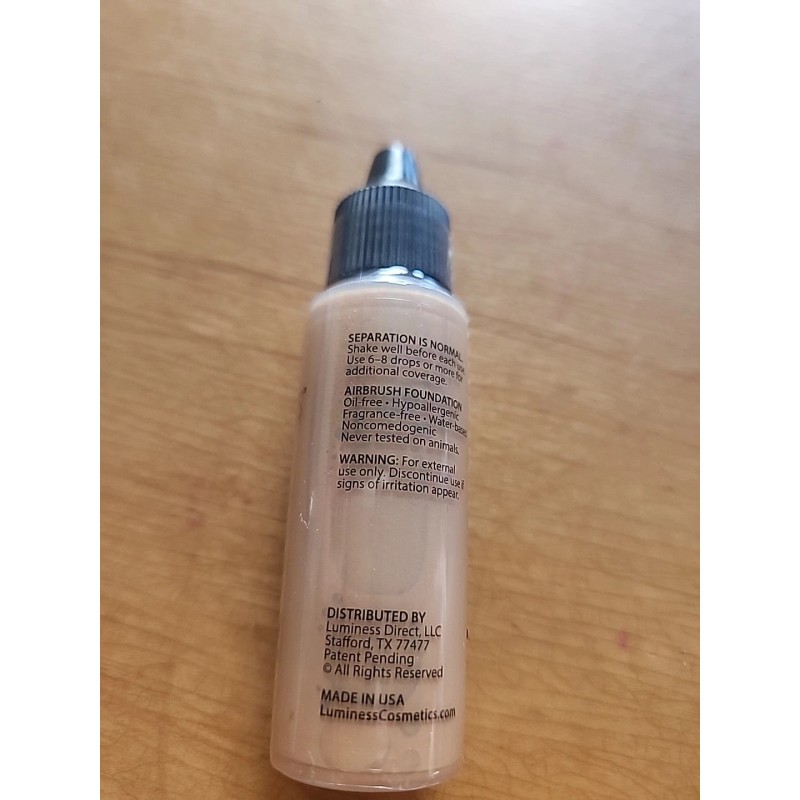 SEPARATION IS NORMAL.
Shake well before each use.
Use 6–8 drops or more for
additional coverage.
AIRBRUSH FOUNDATION
Oil-free • Hypoallergenic
Fragrance-free • Water-based
Noncomedogenic
Never tested on animals.
WARNING: For external
use only. Discontinue use if
signs of irritation appear.
DISTRIBUTED BY
Luminess Direct, LLC
Stafford, TX 77477
Patent Pending
© All Rights Reserved
MADE IN USA
LuminessCosmetics.com